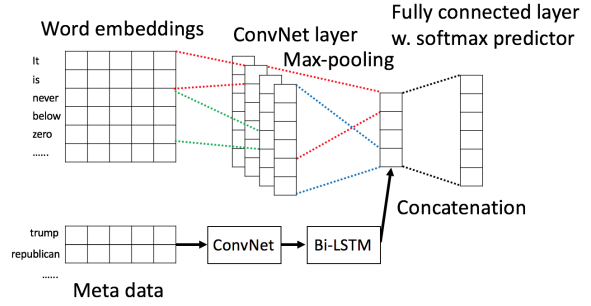 Word embeddings
ConvNet layer
Max-pooling
Fully connected layer
w. softmax predictor
It
is
never
below
zero
......
Concatenation
trump
republican
......
ConvNet
Bi-LSTM
Meta data